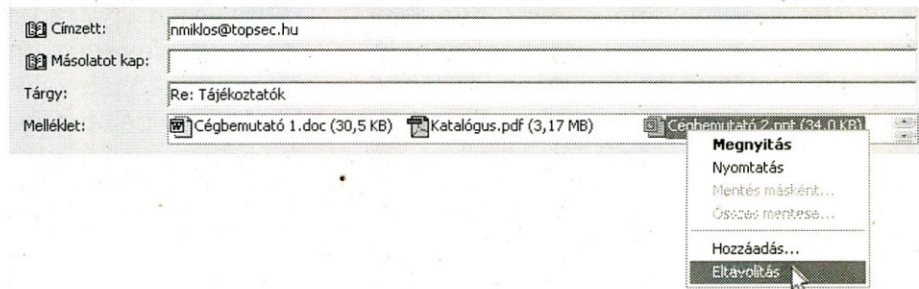 Címzett: nmiklos@topsec.hu
Másolatot kap:
Tárgy: Re: Tájékoztatók
Melléklet: Cégbemutató 1.doc (30,5 KB) Katalógus.pdf (3,17 MB) Cégbemutató 2.ppt (34,0 KB)
Megnyitás
Nyomtatás
Mentés másként...
Összes mentése...
Hozzáadás...
Eltávolítás